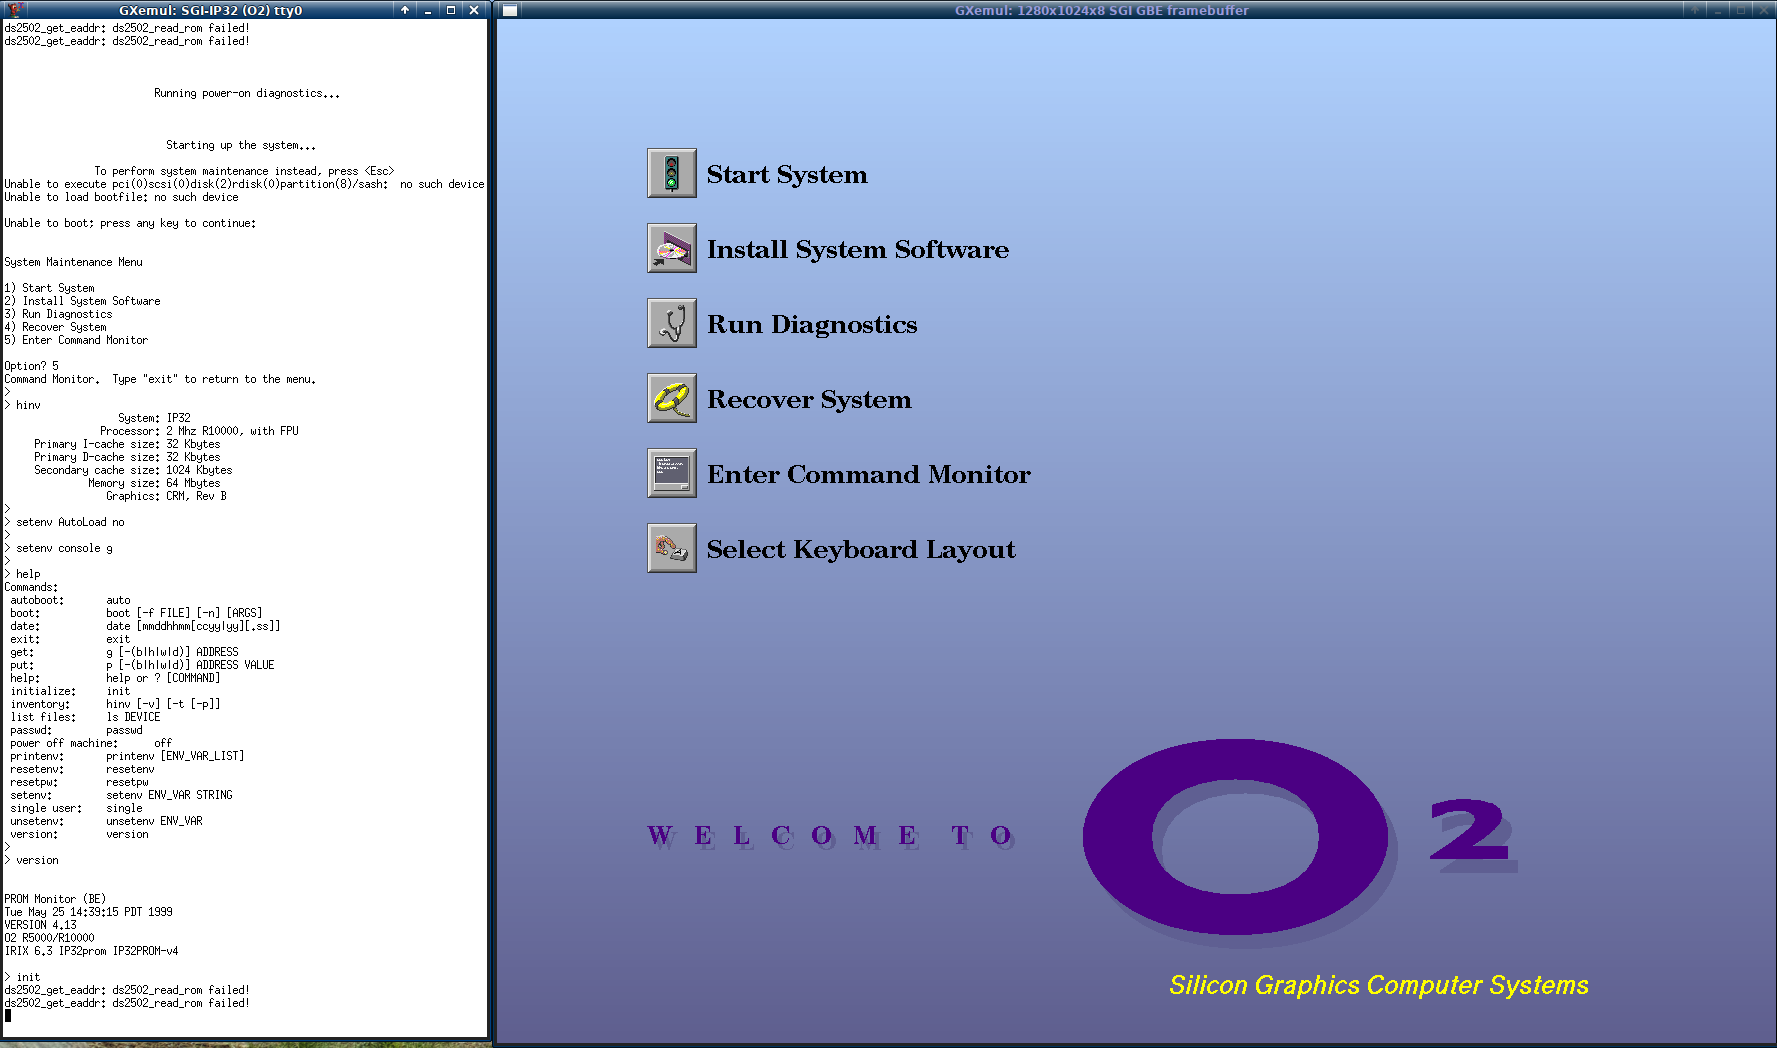 GXemul: SGI-IP32 (O2) tty0
ds2502_get_eaddr: ds2502_read_rom failed!
ds2502_get_eaddr: ds2502_read_rom failed!
Running power-on diagnostics...
Starting up the system...
To perform system maintenance instead, press <Esc>
Unable to execute pci(0)scsi(0)disk(2)rdisk(0)partition(8)/sash:  no such device
Unable to load bootfile: no such device
Unable to boot; press any key to continue:
System Maintenance Menu
1) Start System
2) Install System Software
3) Run Diagnostics
4) Recover System
5) Enter Command Monitor
Option? 5
Command Monitor.  Type "exit" to return to the menu.
>
> hinv
System: IP32
Processor: 2 Mhz R10000, with FPU
Primary I-cache size: 32 Kbytes
Primary D-cache size: 32 Kbytes
Secondary cache size: 1024 Kbytes
Memory size: 64 Mbytes
Graphics: CRM, Rev B
>
> setenv AutoLoad no
>
> setenv console g
>
> help
Commands:
autoboot: auto
boot: boot [-f FILE] [-n] [ARGS]
date: date [mmddhhmm[ccyy|yy][.ss]]
exit: exit
get: g [-(b|h|w|d)] ADDRESS
put: p [-(b|h|w|d)] ADDRESS VALUE
help: help or ? [COMMAND]
initialize: init
inventory: hinv [-v] [-t [-p]]
list files: ls DEVICE
passwd: passwd
power off machine: off
printenv: printenv [ENV_VAR_LIST]
resetenv: resetenv
resetpw: resetpw
setenv: setenv ENV_VAR STRING
single user: single
unsetenv: unsetenv ENV_VAR
version: version
>
> version
PROM Monitor (BE)
Tue May 25 14:39:15 PDT 1999
VERSION 4.13
O2 R5000/R10000
IRIX 6.3 IP32prom IP32PROM-v4
> init
ds2502_get_eaddr: ds2502_read_rom failed!
ds2502_get_eaddr: ds2502_read_rom failed!
GXemul: 1280x1024x8 SGI GBE framebuffer
Start System
Install System Software
Run Diagnostics
Recover System
Enter Command Monitor
Select Keyboard Layout
WELCOME TO O2
Silicon Graphics Computer Systems